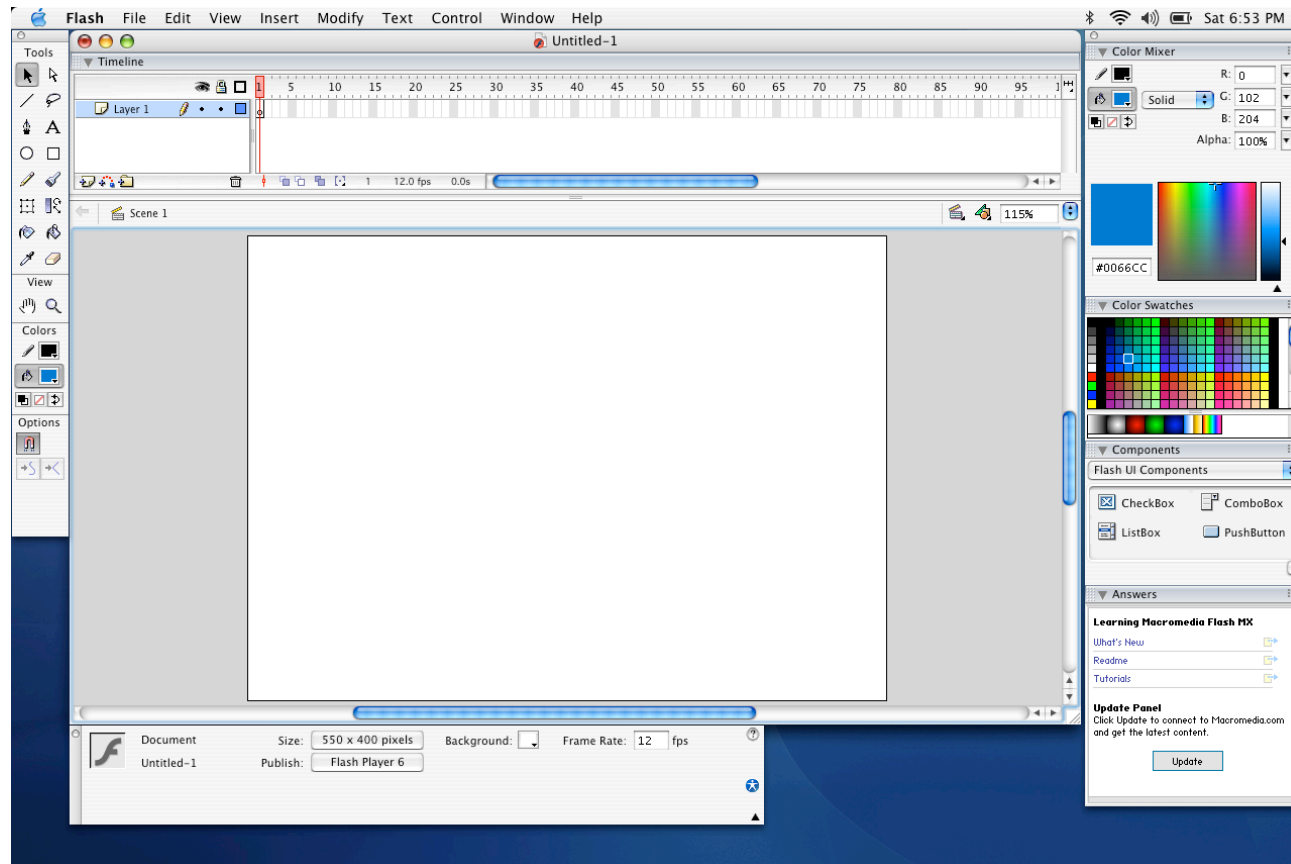 Flash File Edit View Insert Modify Text Control Window Help Sat 6:53 PM
Tools
Untitled-1
Timeline
1 5 10 15 20 25 30 35 40 45 50 55 60 65 70 75 80 85 90 95 1
Layer 1
1 12.0 fps 0.0s
Scene 1
115%
View
Colors
Options
Document
Untitled-1
Size: 550 x 400 pixels Background: Frame Rate: 12 fps
Publish: Flash Player 6
Color Mixer
R: 0
Solid G: 102
B: 204
Alpha: 100%
#0066CC
Color Swatches
Components
Flash UI Components
CheckBox ComboBox
ListBox PushButton
Answers
Learning Macromedia Flash MX
What's New
Readme
Tutorials
Update Panel
Click Update to connect to Macromedia.com
and get the latest content.
Update